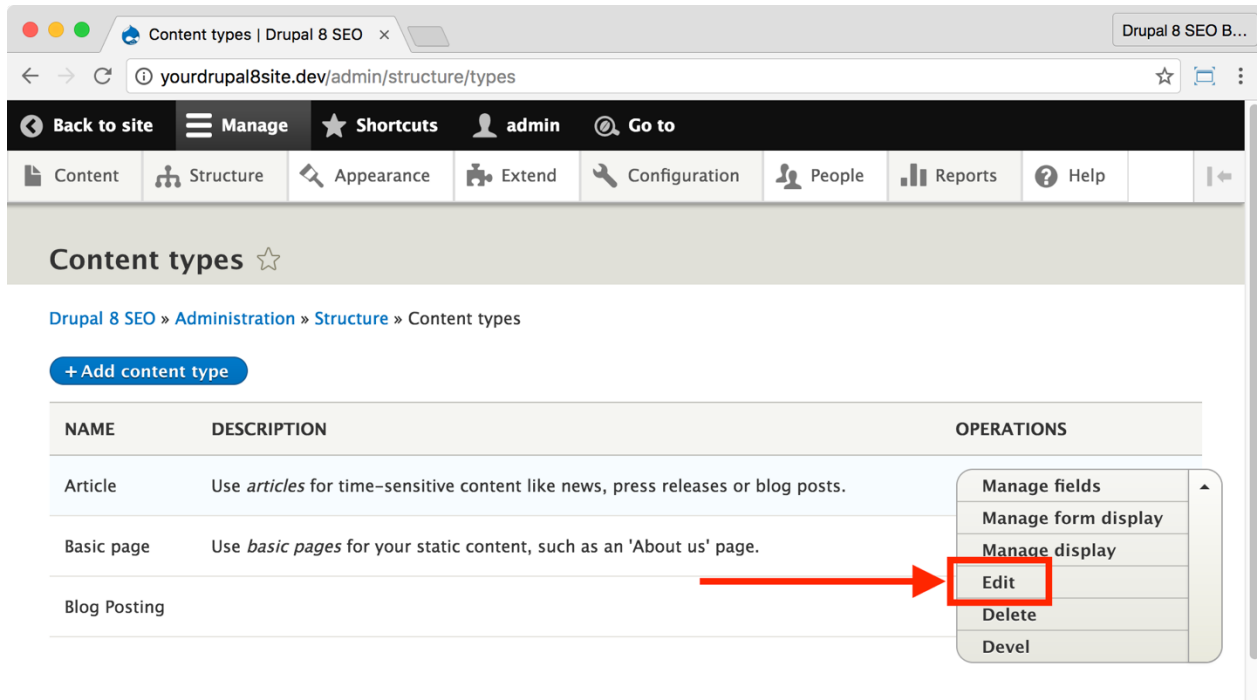 Content types | Drupal 8 SEO ×
Drupal 8 SEO B...
yourdrupal8site.dev/admin/structure/types
Back to site Manage Shortcuts admin Go to
Content Structure Appearance Extend Configuration People Reports Help
Content types
Drupal 8 SEO » Administration » Structure » Content types
+ Add content type
NAME DESCRIPTION OPERATIONS
Article Use articles for time-sensitive content like news, press releases or blog posts. Manage fields
Manage form display
Basic page Use basic pages for your static content, such as an 'About us' page. Manage display
Edit
Blog Posting Delete
Devel